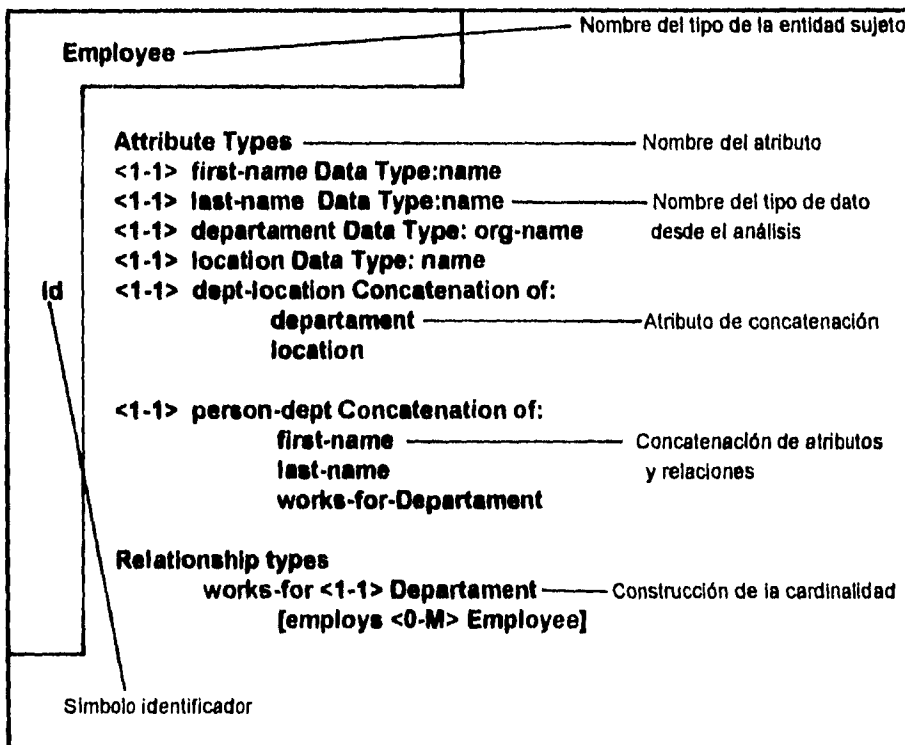 Nombre del tipo de la entidad sujeto
Employee
Attribute Types
Nombre del atributo
<1-1> first-name Data Type:name
<1-1> last-name Data Type:name
Nombre del tipo de dato
<1-1> departament Data Type: org-name
desde el análisis
<1-1> location Data Type: name
Id
<1-1> dept-location Concatenation of:
departament
Atributo de concatenación
location
<1-1> person-dept Concatenation of:
first-name
Concatenación de atributos
last-name
y relaciones
works-for-Departament
Relationship types
works-for <1-1> Departament
Construcción de la cardinalidad
[employs <0-M> Employee]
Símbolo identificador